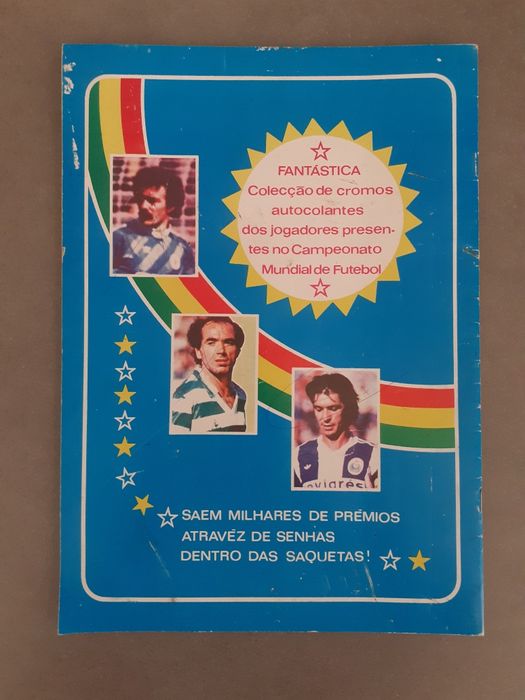 FANTÁSTICA
Colecção de cromos
autocolantes
dos jogadores presen-
tes no Campeonato
Mundial de Futebol
SAEM MILHARES DE PRÉMIOS
ATRAVÉZ DE SENHAS
DENTRO DAS SAQUETAS!